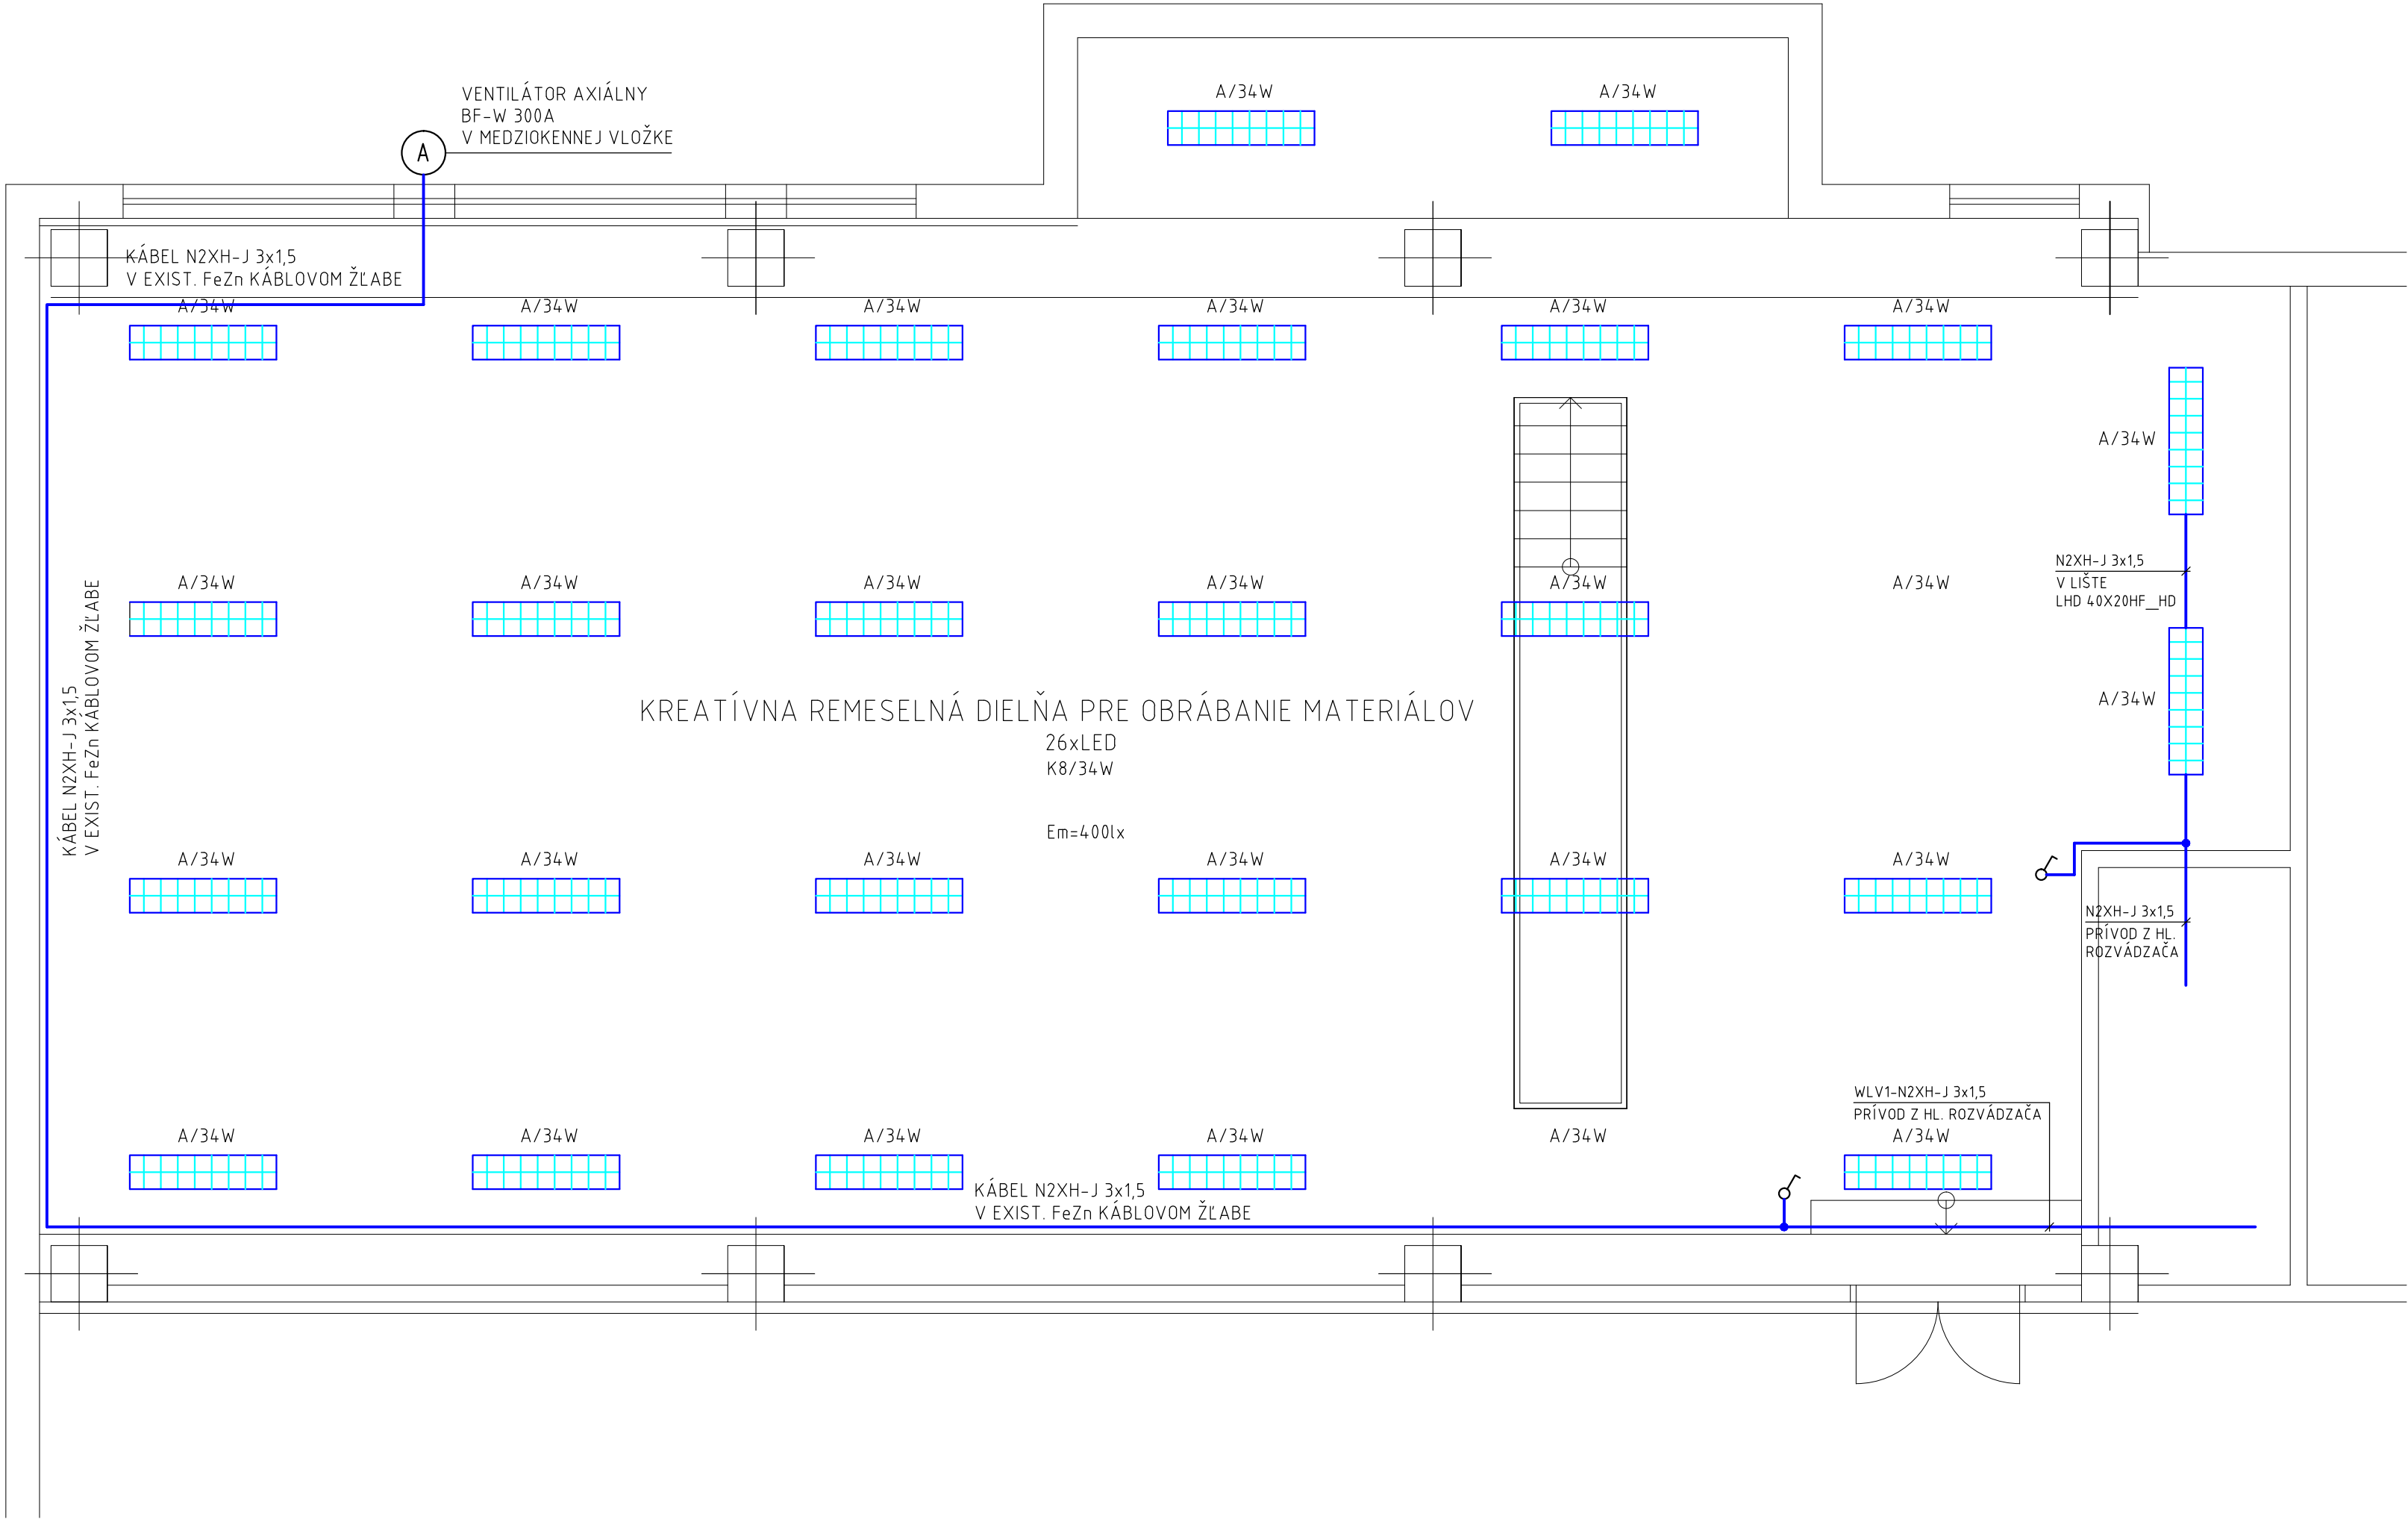 A/34W
A/34W
VENTILÁTOR AXIÁLNY
BF-W 300A
V MEDZIOKENNEJ VLOŽKE
A
KÁBEL N2XH-J 3x1,5
V EXIST. FeZn KÁBLOVOM ŽĽABE
A/34W
A/34W
A/34W
A/34W
A/34W
A/34W
A/34W
N2XH-J 3x1,5
V LIŠTE
LHD 40X20HF__HD
A/34W
A/34W
A/34W
A/34W
A/34W
A/34W
KÁBEL N2XH-J 3x1,5
V EXIST. FeZn KÁBLOVOM ŽĽABE
A/34W
KREATÍVNA REMESELNÁ DIELŇA PRE OBRÁBANIE MATERIÁLOV
26xLED
K8/34W
Em=400lx
A/34W
A/34W
A/34W
A/34W
A/34W
A/34W
N2XH-J 3x1,5
PRÍVOD Z HL.
ROZVÁDZAČA
WLV1-N2XH-J 3x1,5
PRÍVOD Z HL. ROZVÁDZAČA
A/34W
A/34W
A/34W
A/34W
A/34W
A/34W
KÁBEL N2XH-J 3x1,5
V EXIST. FeZn KÁBLOVOM ŽĽABE